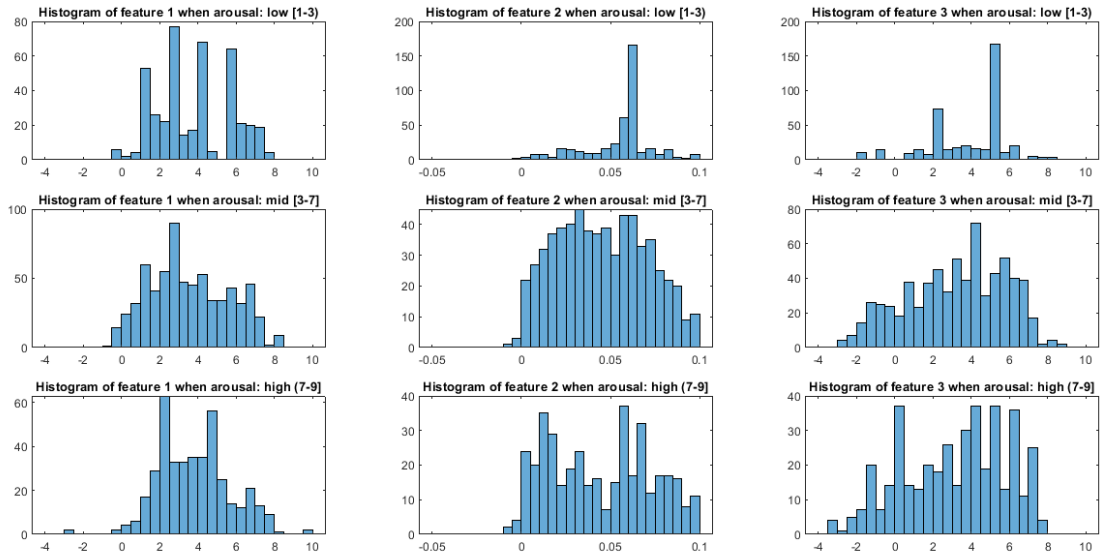 Histogram of feature 1 when arousal: low [1-3)
80
60
40
20
0
-4 -2 0 2 4 6 8 10
Histogram of feature 2 when arousal: low [1-3)
200
150
100
50
0
-0.05 0 0.05 0.1
Histogram of feature 3 when arousal: low [1-3)
200
150
100
50
0
-4 -2 0 2 4 6 8 10
Histogram of feature 1 when arousal: mid [3-7]
100
50
0
-4 -2 0 2 4 6 8 10
Histogram of feature 2 when arousal: mid [3-7]
40
20
0
-0.05 0 0.05 0.1
Histogram of feature 3 when arousal: mid [3-7]
80
60
40
20
0
-4 -2 0 2 4 6 8 10
Histogram of feature 1 when arousal: high (7-9]
60
40
20
0
-4 -2 0 2 4 6 8 10
Histogram of feature 2 when arousal: high (7-9]
40
30
20
10
0
-0.05 0 0.05 0.1
Histogram of feature 3 when arousal: high (7-9]
40
30
20
10
0
-4 -2 0 2 4 6 8 10